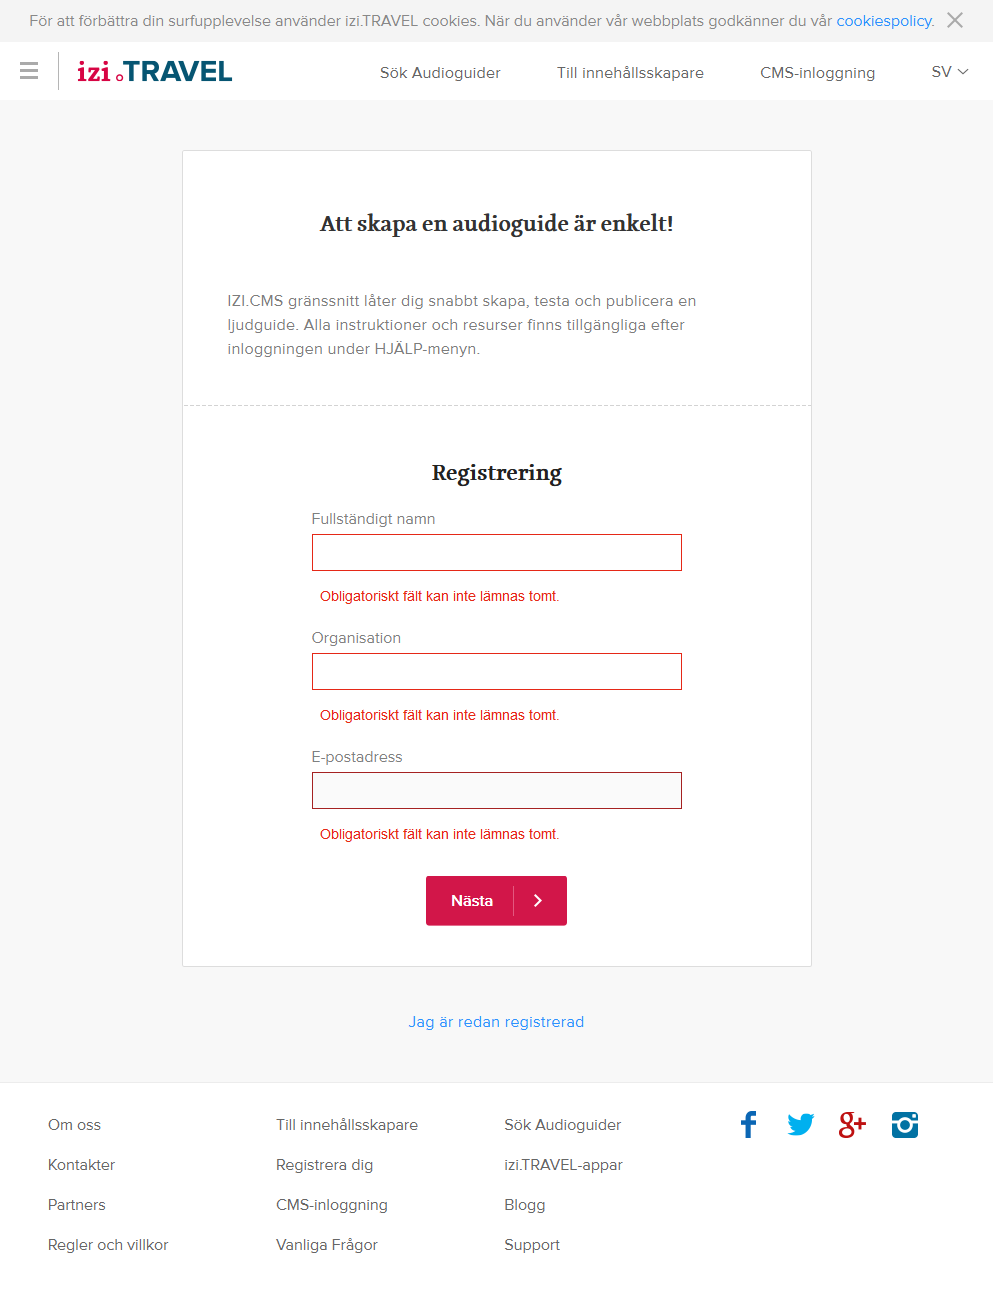 För att förbättra din surfupplevelse använder izi.TRAVEL cookies. När du använder vår webbplats godkänner du vår cookiespolicy.
izi.TRAVEL
Sök Audioguider
Till innehållsskapare
CMS-inloggning
SV
Att skapa en audioguide är enkelt!
IZI.CMS gränssnitt låter dig snabbt skapa, testa och publicera en
ljudguide. Alla instruktioner och resurser finns tillgängliga efter
inloggningen under HJÄLP-menyn.
Registrering
Fullständigt namn
Obligatoriskt fält kan inte lämnas tomt.
Organisation
Obligatoriskt fält kan inte lämnas tomt.
E-postadress
Obligatoriskt fält kan inte lämnas tomt.
Nästa
Jag är redan registrerad
Om oss
Kontakter
Partners
Regler och villkor
Till innehållsskapare
Registrera dig
CMS-inloggning
Vanliga Frågor
Sök Audioguider
izi.TRAVEL-appar
Blogg
Support